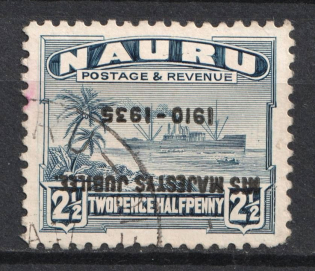 NAURU
POSTAGE & REVENUE
1910-1935
HIS MAJESTY'S JUBILEE
2½ TWOPENCE HALFPENNY 2½